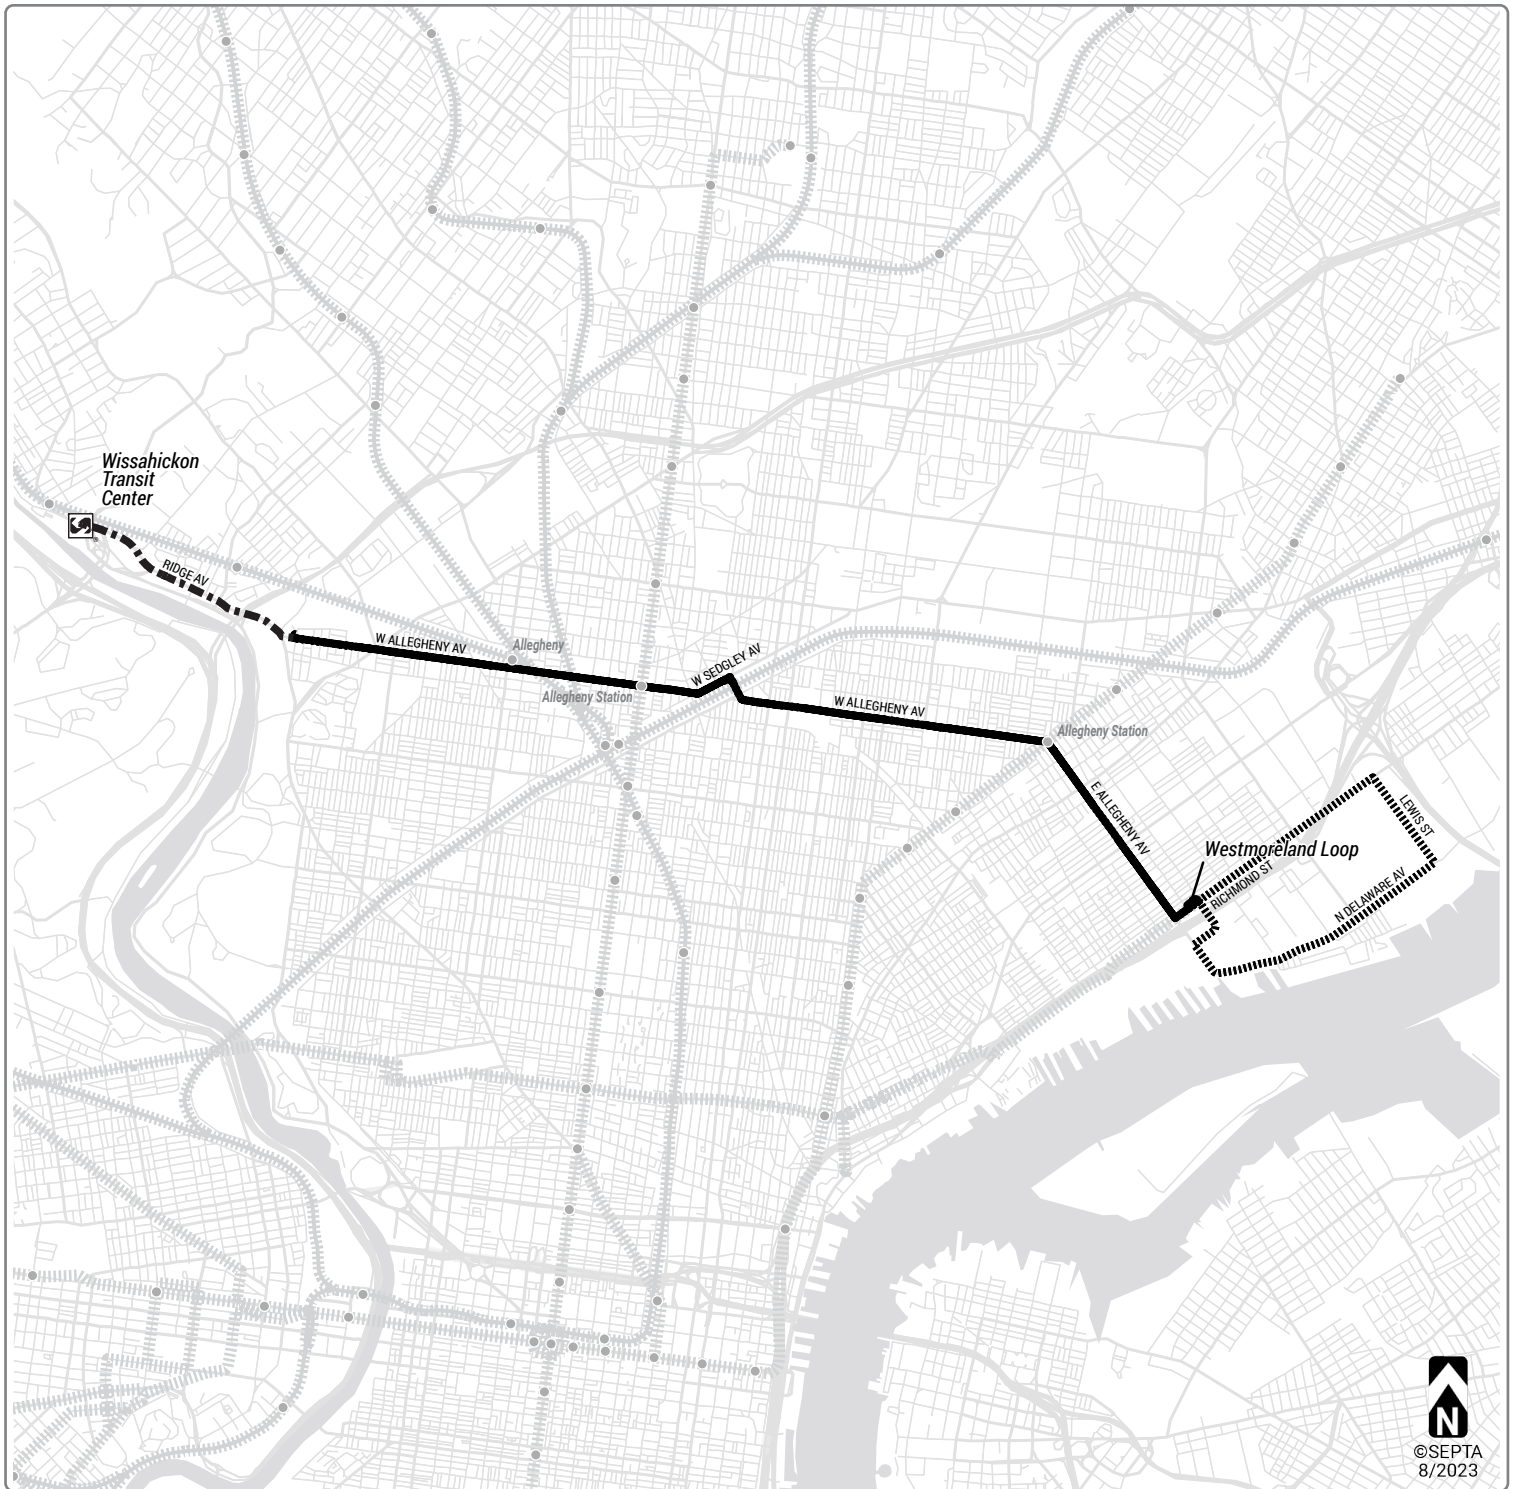 Wissahickon
Transit
Center
RIDGE AV
W ALLEGHENY AV
Allegheny
Allegheny Station
W SEDGLEY AV
W ALLEGHENY AV
Allegheny Station
E ALLEGHENY AV
LEWIS ST
Westmoreland Loop
RICHMOND ST
N DELAWARE AV
N
©SEPTA
8/2023